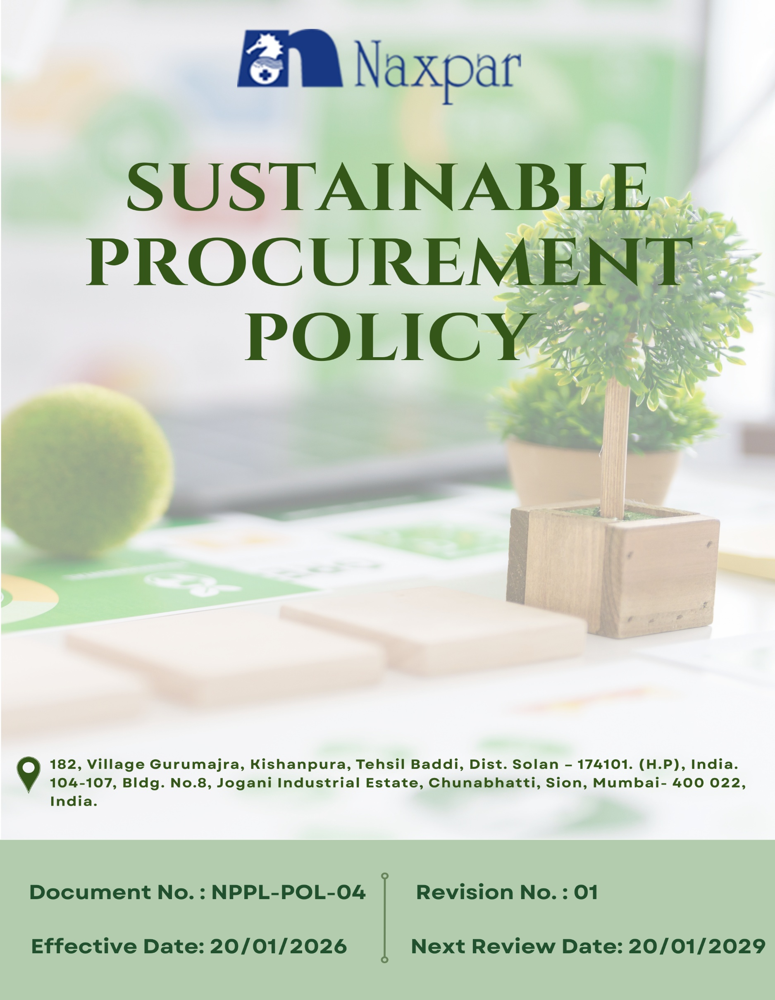 Naxpar
SUSTAINABLE
PROCUREMENT
POLICY
182, Village Gurumajra, Kishanpura, Tehsil Baddi, Dist. Solan – 174101. (H.P), India.
104-107, Bldg. No.8, Jogani Industrial Estate, Chunabhatti, Sion, Mumbai- 400 022,
India.
Document No. : NPPL-POL-04
Revision No. : 01
Effective Date: 20/01/2026
Next Review Date: 20/01/2029